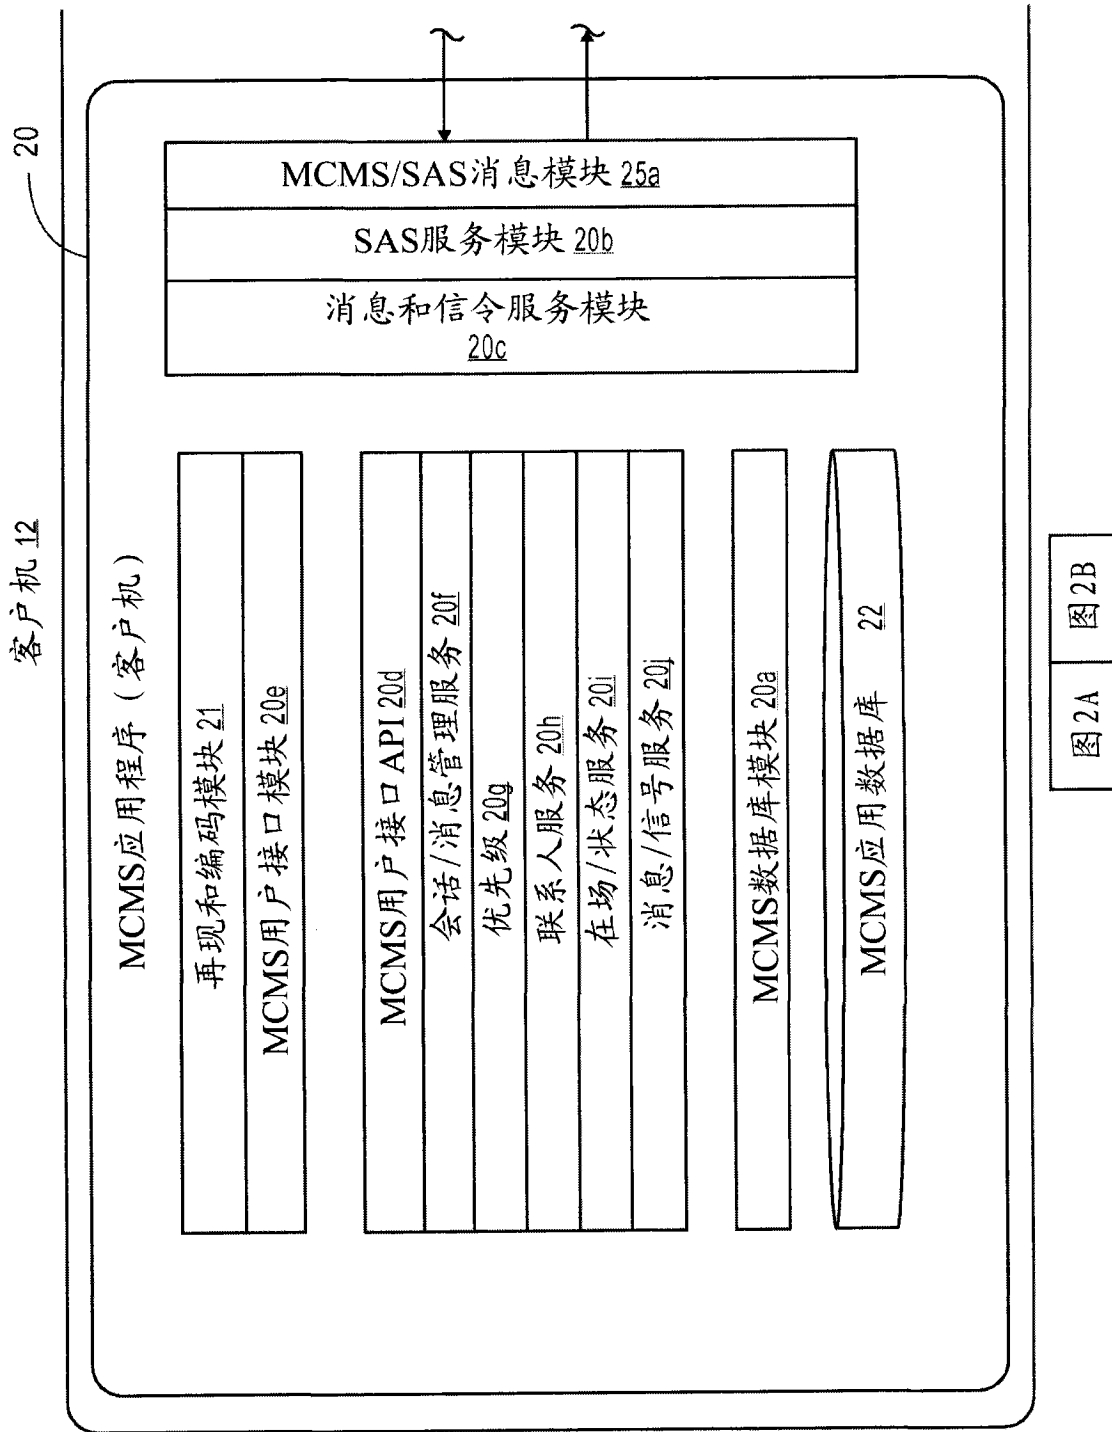 客户机 12
20
MCMS应用程序（客户机）
再现和编码模块 21
MCMS用户接口模块 20e
MCMS用户接口 API 20d
会话/消息管理服务 20f
优先级 20g
联系人服务 20h
在场/状态服务 20i
消息/信号服务 20j
MCMS数据库模块 20a
MCMS应用数据库 22
MCMS/SAS消息模块 25a
SAS服务模块 20b
消息和信令服务模块
20c
图2A
图2B